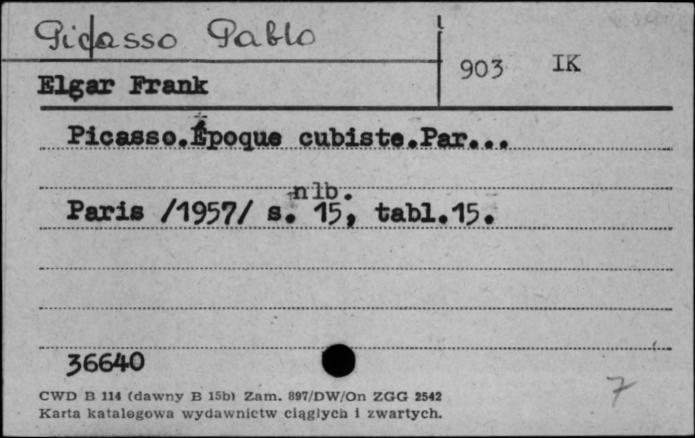 Picasso Pablo
903 IK
Elgar Frank
Picasso.Époque cubiste.Par...
nlb.
Paris /1957/ s. 15, tabl.15.
36640
7
CWD B 114 (dawny B 15b) Zam. 897/DW/On ZGG 2542
Karta katalogowa wydawnictw ciągłych i zwartych.